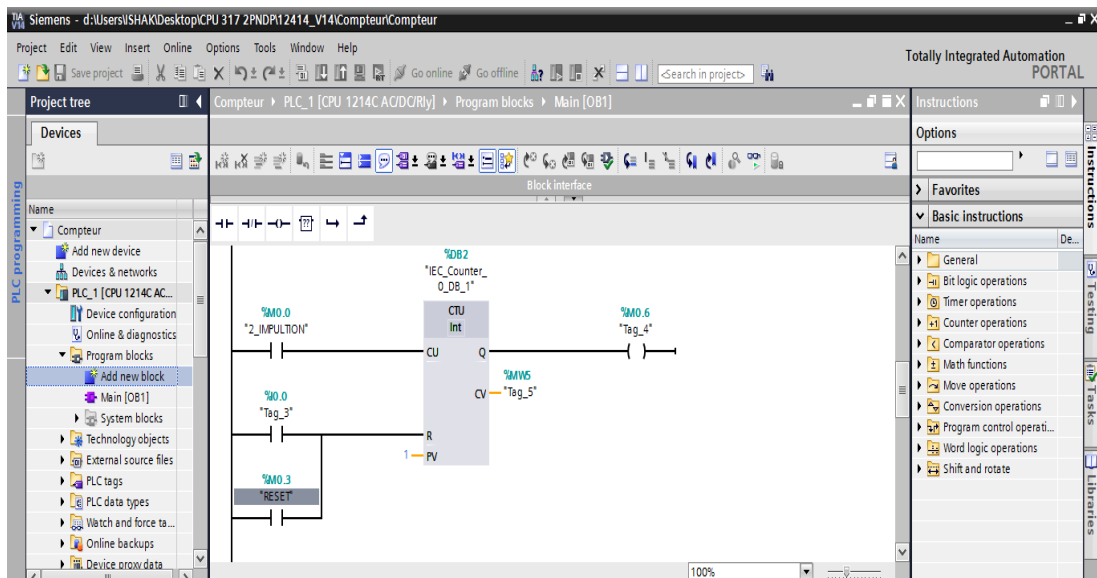 TIA V14 Siemens - d:\Users\ISHAK\Desktop\CPU 317 2PNDP\12414_V14\Compteur\Compteur
Project Edit View Insert Online Options Tools Window Help
Totally Integrated Automation
PORTAL
Save project
Go online
Go offline
<Search in project>
Project tree
Compteur › PLC_1 [CPU 1214C AC/DC/Rly] › Program blocks › Main [OB1]
Instructions
Devices
Options
Block interface
PLC programming
Name
Compteur
Add new device
Devices & networks
PLC_1 [CPU 1214C AC...
Device configuration
Online & diagnostics
Program blocks
Add new block
Main [OB1]
System blocks
Technology objects
External source files
PLC tags
PLC data types
Watch and force ta...
Online backups
Device proxy data
??
%DB2
"IEC_Counter_
0_DB_1"
CTU
Int
%M0.0
"2_IMPULTION"
CU
Q
%M0.6
"Tag_4"
%MW5
CV
"Tag_5"
%I0.0
"Tag_3"
R
1
PV
%M0.3
"RESET"
100%
Favorites
Basic instructions
Name
De...
General
Bit logic operations
Timer operations
Counter operations
Comparator operations
Math functions
Move operations
Conversion operations
Program control operati...
Word logic operations
Shift and rotate
Instructions
Testing
Tasks
Libraries